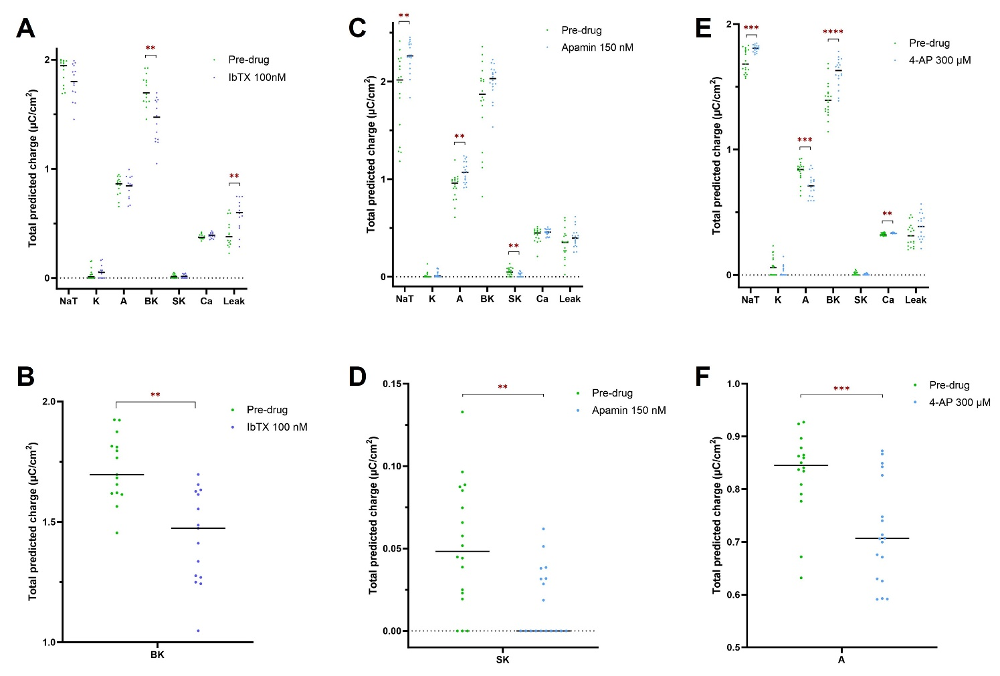 A
Total predicted charge (µC/cm²)
2
1
0
**
**
Pre-drug
IbTX 100nM
NaT K A BK SK Ca Leak
C
Total predicted charge (µC/cm²)
2
1
0
**
**
**
Pre-drug
Apamin 150 nM
NaT K A BK SK Ca Leak
E
Total predicted charge (µC/cm²)
2
1
0
***
***
****
**
Pre-drug
4-AP 300 µM
NaT K A BK SK Ca Leak
B
Total predicted charge (µC/cm²)
2.0
1.5
1.0
**
Pre-drug
IbTX 100 nM
BK
D
Total predicted charge (µC/cm²)
0.15
0.10
0.05
0.00
**
Pre-drug
Apamin 150 nM
SK
F
Total predicted charge (µC/cm²)
1.0
0.9
0.8
0.7
0.6
0.5
***
Pre-drug
4-AP 300 µM
A